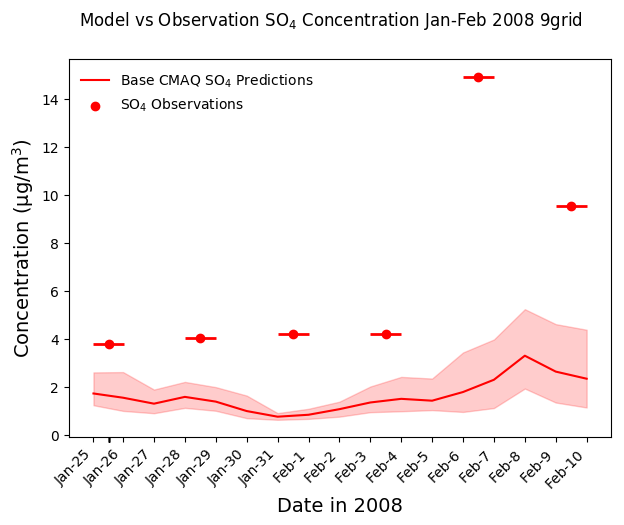 Model vs Observation SO₄ Concentration Jan-Feb 2008 9grid
Base CMAQ SO₄ Predictions
SO₄ Observations
Concentration (μg/m³)
14
12
10
8
6
4
2
0
Jan-25
Jan-26
Jan-27
Jan-28
Jan-29
Jan-30
Jan-31
Feb-1
Feb-2
Feb-3
Feb-4
Feb-5
Feb-6
Feb-7
Feb-8
Feb-9
Feb-10
Date in 2008